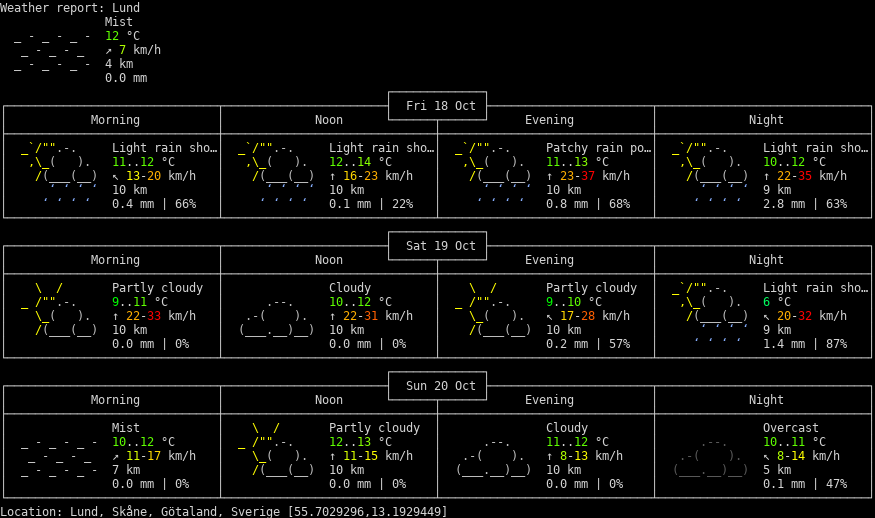 Weather report: Lund
Mist
12 °C
↗ 7 km/h
4 km
0.0 mm
Fri 18 Oct
Morning Noon Evening Night
Light rain sho… Light rain sho… Patchy rain po… Light rain sho…
11..12 °C 12..14 °C 11..13 °C 10..12 °C
↖ 13-20 km/h ↑ 16-23 km/h ↑ 23-37 km/h ↑ 22-35 km/h
10 km 10 km 10 km 9 km
0.4 mm | 66% 0.1 mm | 22% 0.8 mm | 68% 2.8 mm | 63%
Sat 19 Oct
Morning Noon Evening Night
Partly cloudy Cloudy Partly cloudy Light rain sho…
9..11 °C 10..12 °C 9..10 °C 6 °C
↑ 22-33 km/h ↑ 22-31 km/h ↖ 17-28 km/h ↖ 20-32 km/h
10 km 10 km 10 km 9 km
0.0 mm | 0% 0.0 mm | 0% 0.2 mm | 57% 1.4 mm | 87%
Sun 20 Oct
Morning Noon Evening Night
Mist Partly cloudy Cloudy Overcast
10..12 °C 12..13 °C 11..12 °C 10..11 °C
↗ 11-17 km/h ↑ 11-15 km/h ↑ 8-13 km/h ↖ 8-14 km/h
7 km 10 km 10 km 5 km
0.0 mm | 0% 0.0 mm | 0% 0.0 mm | 0% 0.1 mm | 47%
Location: Lund, Skåne, Götaland, Sverige [55.7029296,13.1929449]